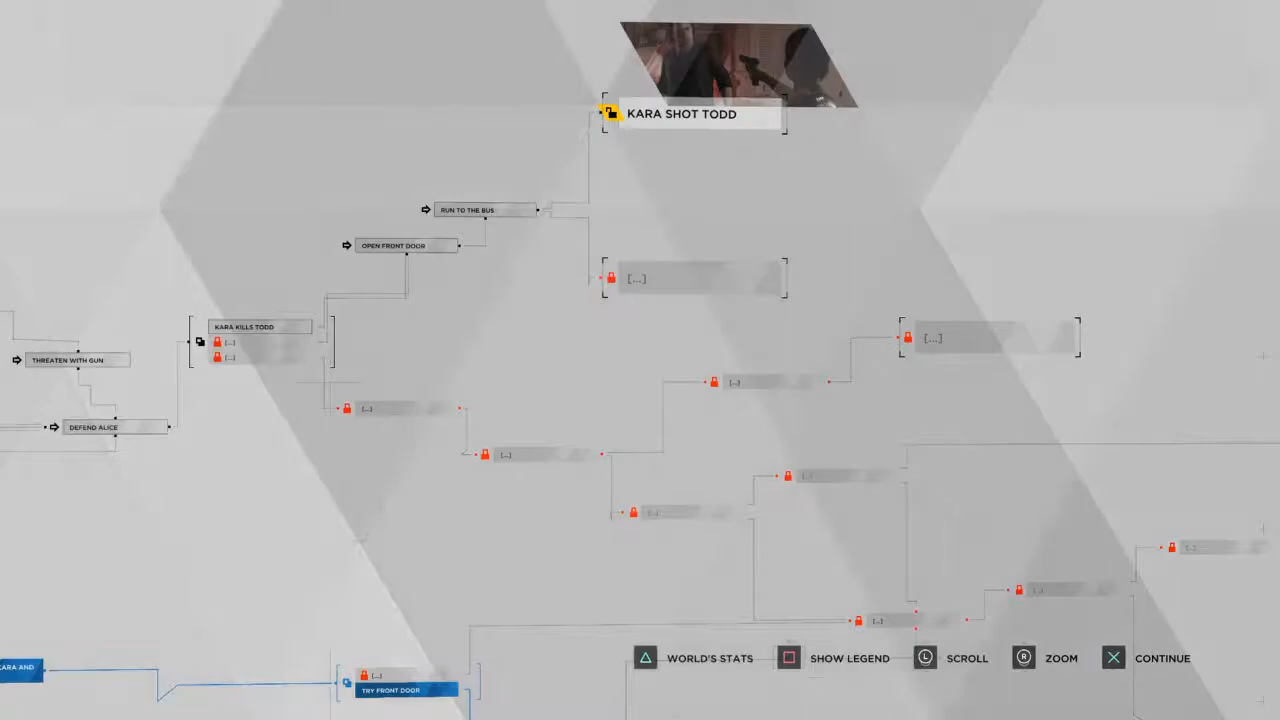 KARA SHOT TODD
RUN TO THE BUS
OPEN FRONT DOOR
[...]
KARA KILLS TODD
[...]
[...]
[...]
THREATEN WITH GUN
[...]
[...]
DEFEND ALICE
[...]
[...]
[...]
[...]
[...]
[...]
L
R
WORLD'S STATS
SHOW LEGEND
SCROLL
ZOOM
CONTINUE
KARA AND
[...]
TRY FRONT DOOR